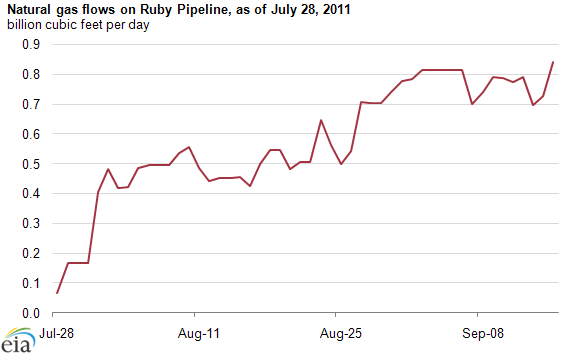 Natural gas flows on Ruby Pipeline, as of July 28, 2011
billion cubic feet per day
0.9
0.8
0.7
0.6
0.5
0.4
0.3
0.2
0.1
0.0
Jul-28 Aug-11 Aug-25 Sep-08
eia